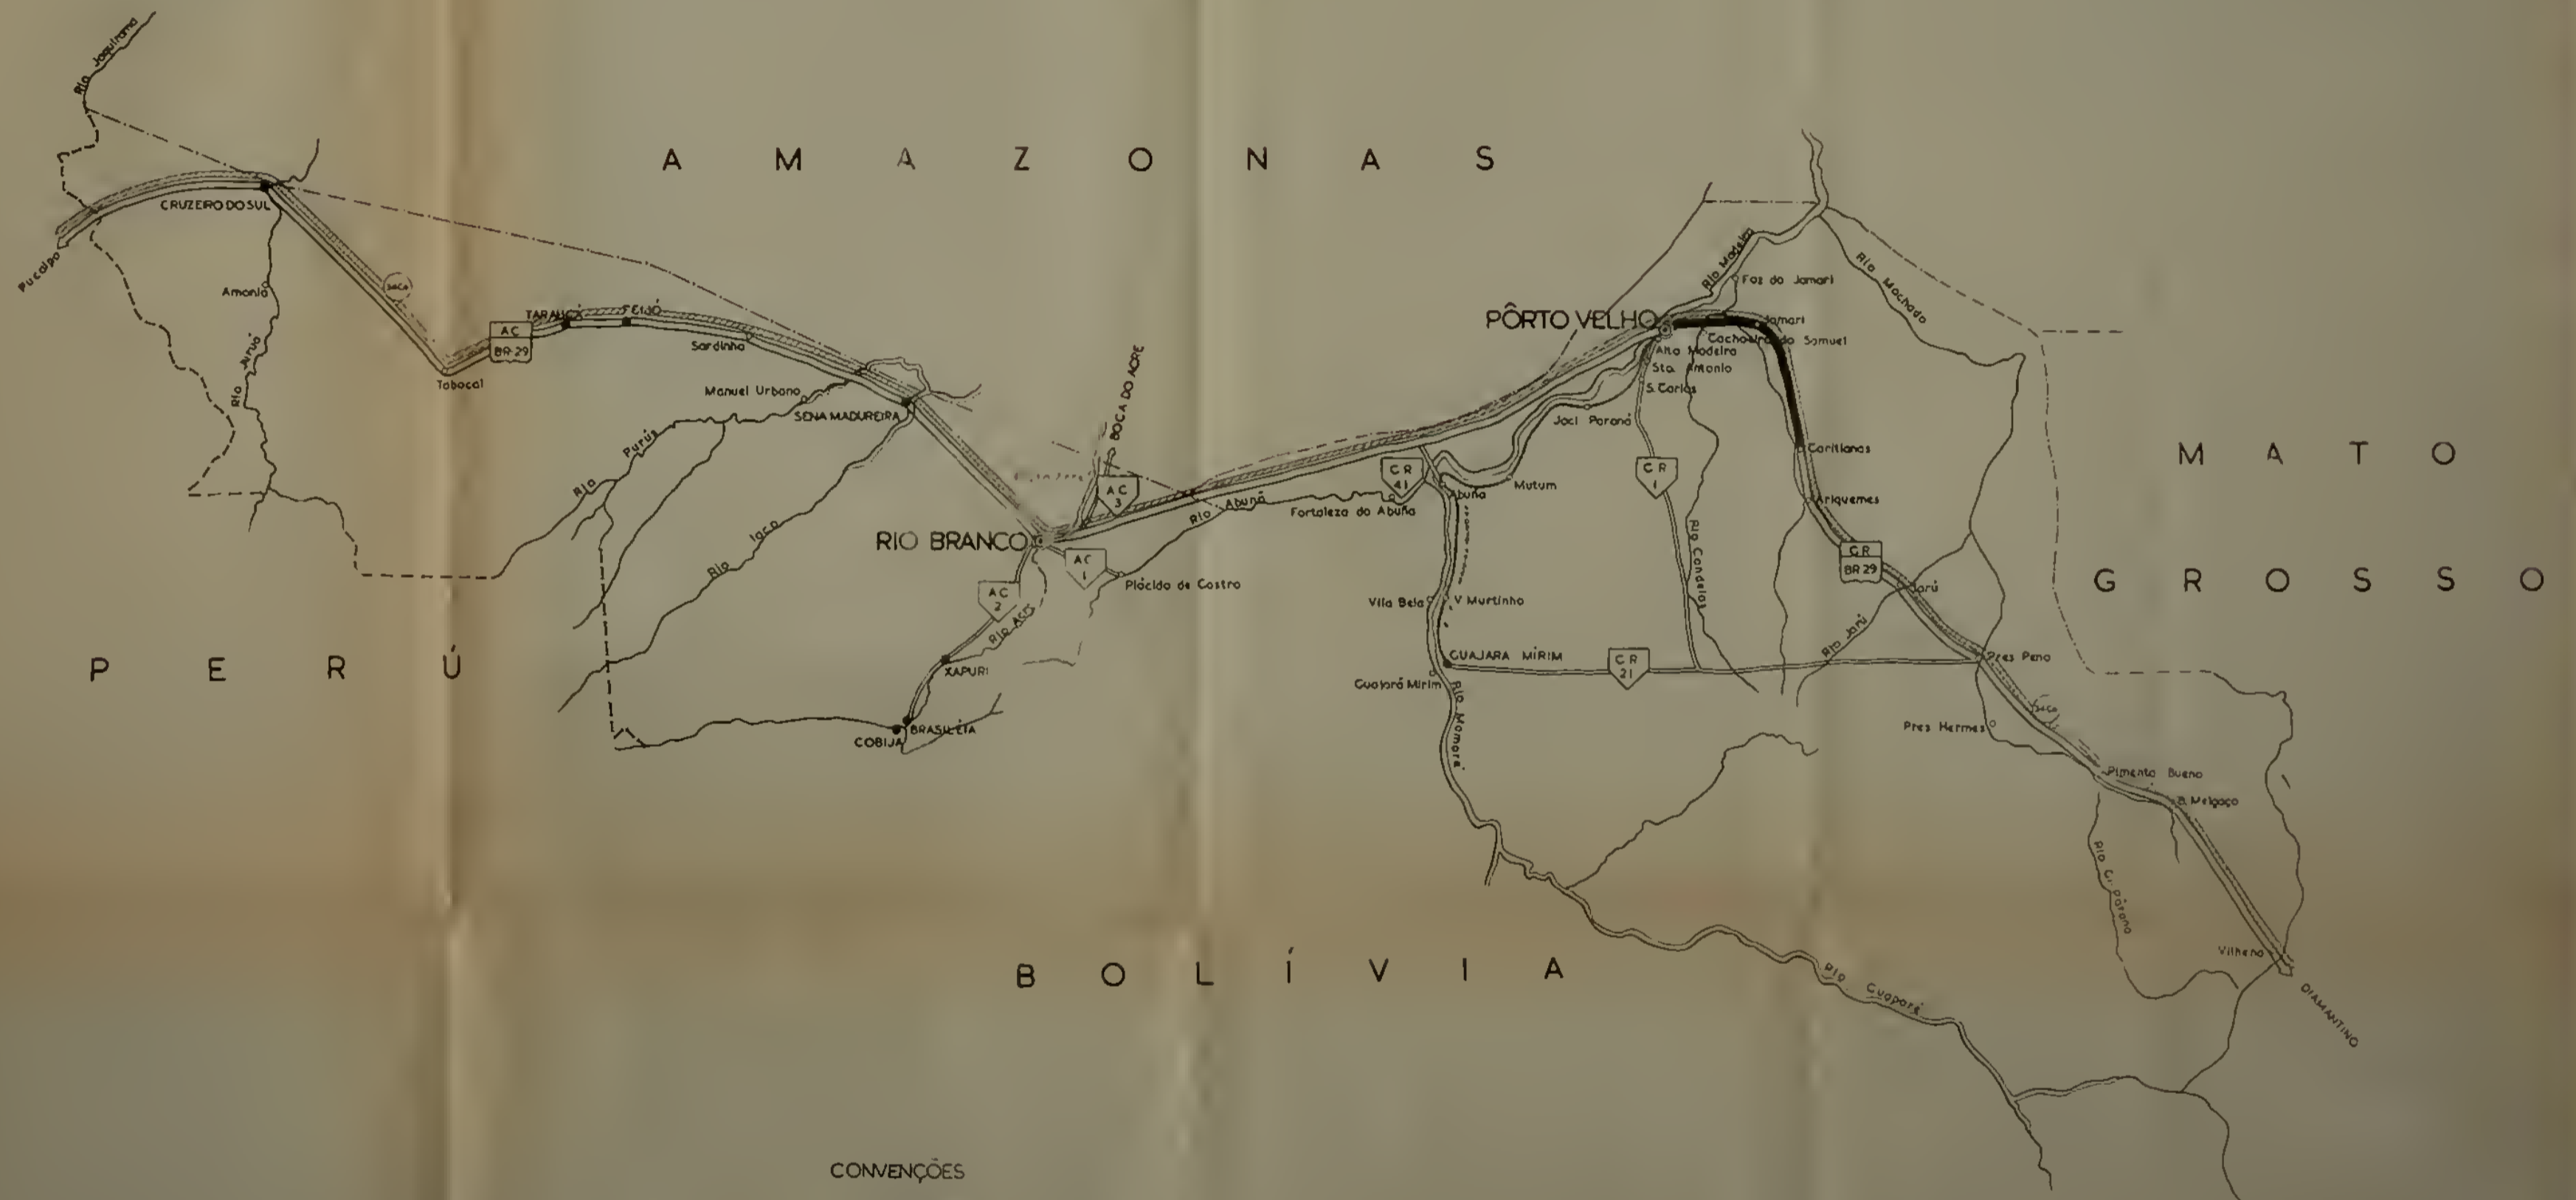 Rio Jaquirana
AMAZONAS
CRUZEIRO DO SUL
Pucalpa
Amonia
Rio Juruá
TARAUACÁ
FEIJÓ
AC
BR-29
Tabocal
Sardinha
Manuel Urbano
SENA MADUREIRA
Rio Purús
Rio Iaco
BOCA DO ACRE
AC
3
RIO BRANCO
AC
1
AC
2
Rio Acre
Plácido de Castro
XAPURI
BRASILÉIA
COBIJA
PERÚ
Rio Abunã
Fortaleza do Abunã
CR
41
Abunã
Mutum
Jaci Paraná
PÔRTO VELHO
Rio Madeira
Foz do Jamari
Rio Machado
Jamari
Cachoeira do Samuel
Alto Madeira
Sto. Antonio
S. Carlos
CR
1
Rio Candeias
Caritianas
Ariquemes
CR
BR 29
Jarú
Rio Jarú
MATO
GROSSO
Vila Bela
V Murtinho
GUAJARA MIRIM
CR
21
Guajará Mirim
Rio Mamoré
Pres Pena
Pres Hermes
Pimenta Bueno
B. Melgaço
Vilhena
DIAMANTINO
BOLÍVIA
Rio Guaporé
CONVENÇÕES